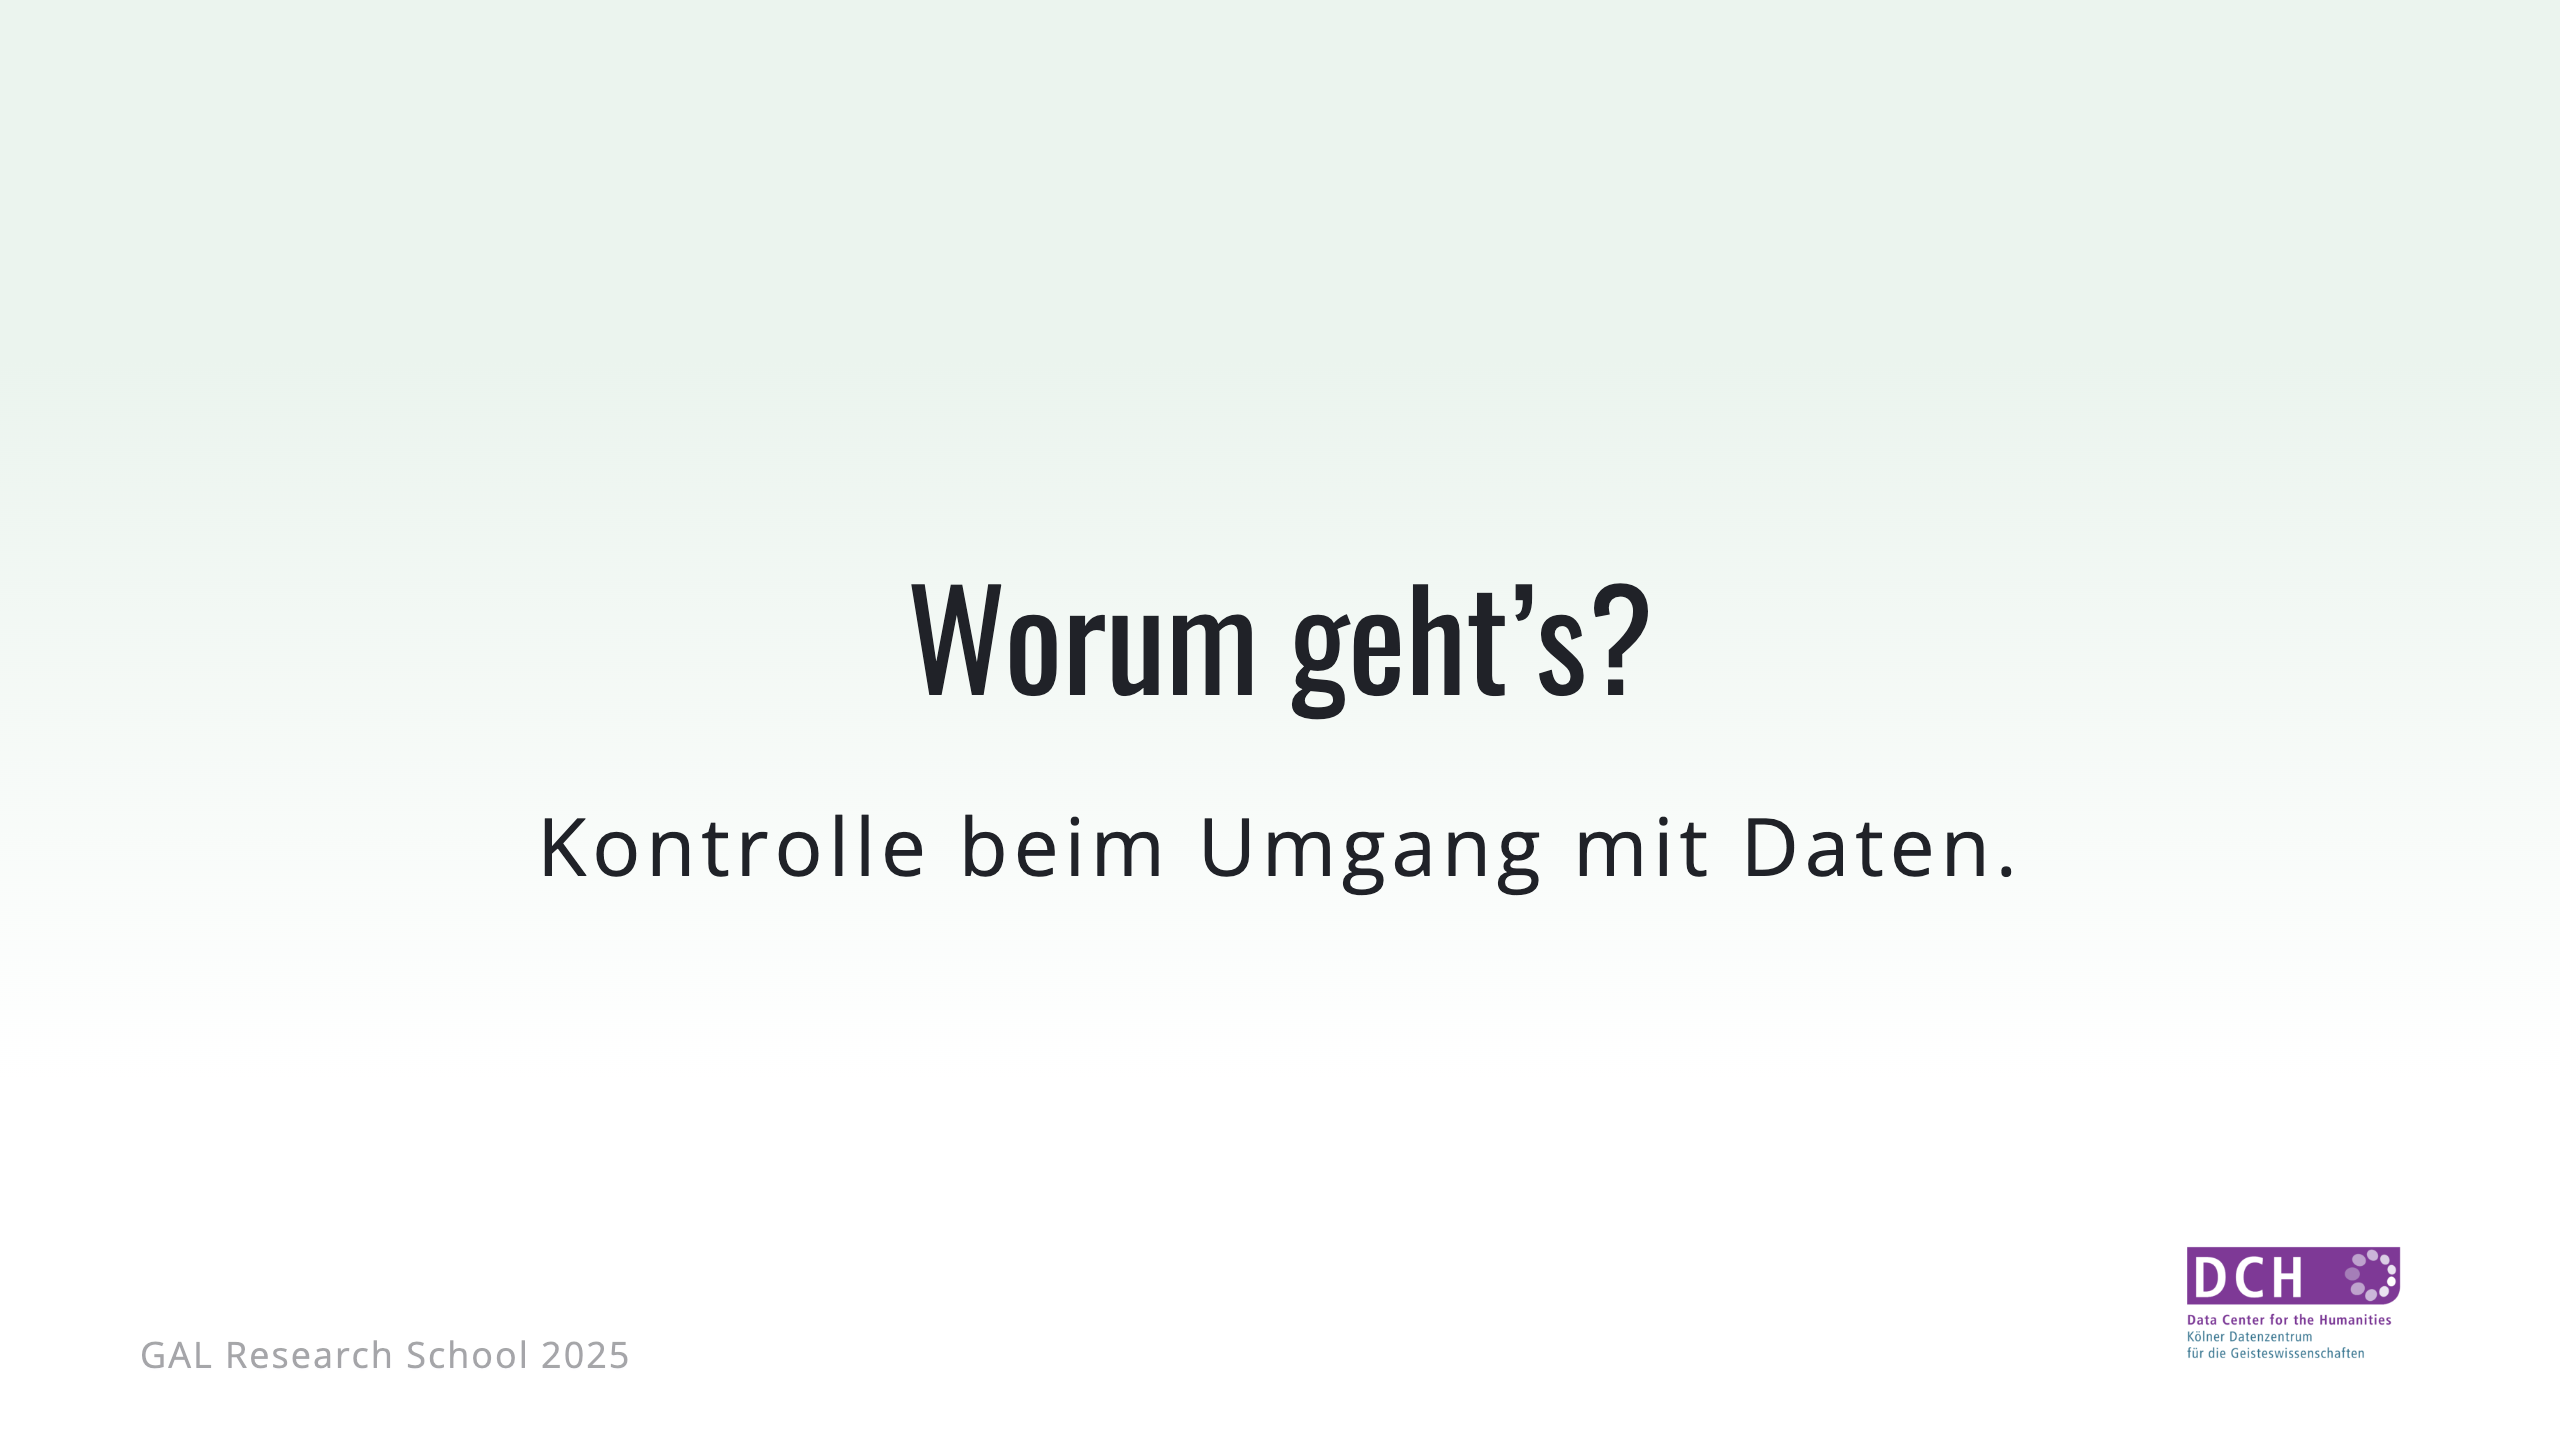 Worum geht’s?
Kontrolle beim Umgang mit Daten.
GAL Research School 2025
DCH
Data Center for the Humanities
Kölner Datenzentrum
für die Geisteswissenschaften